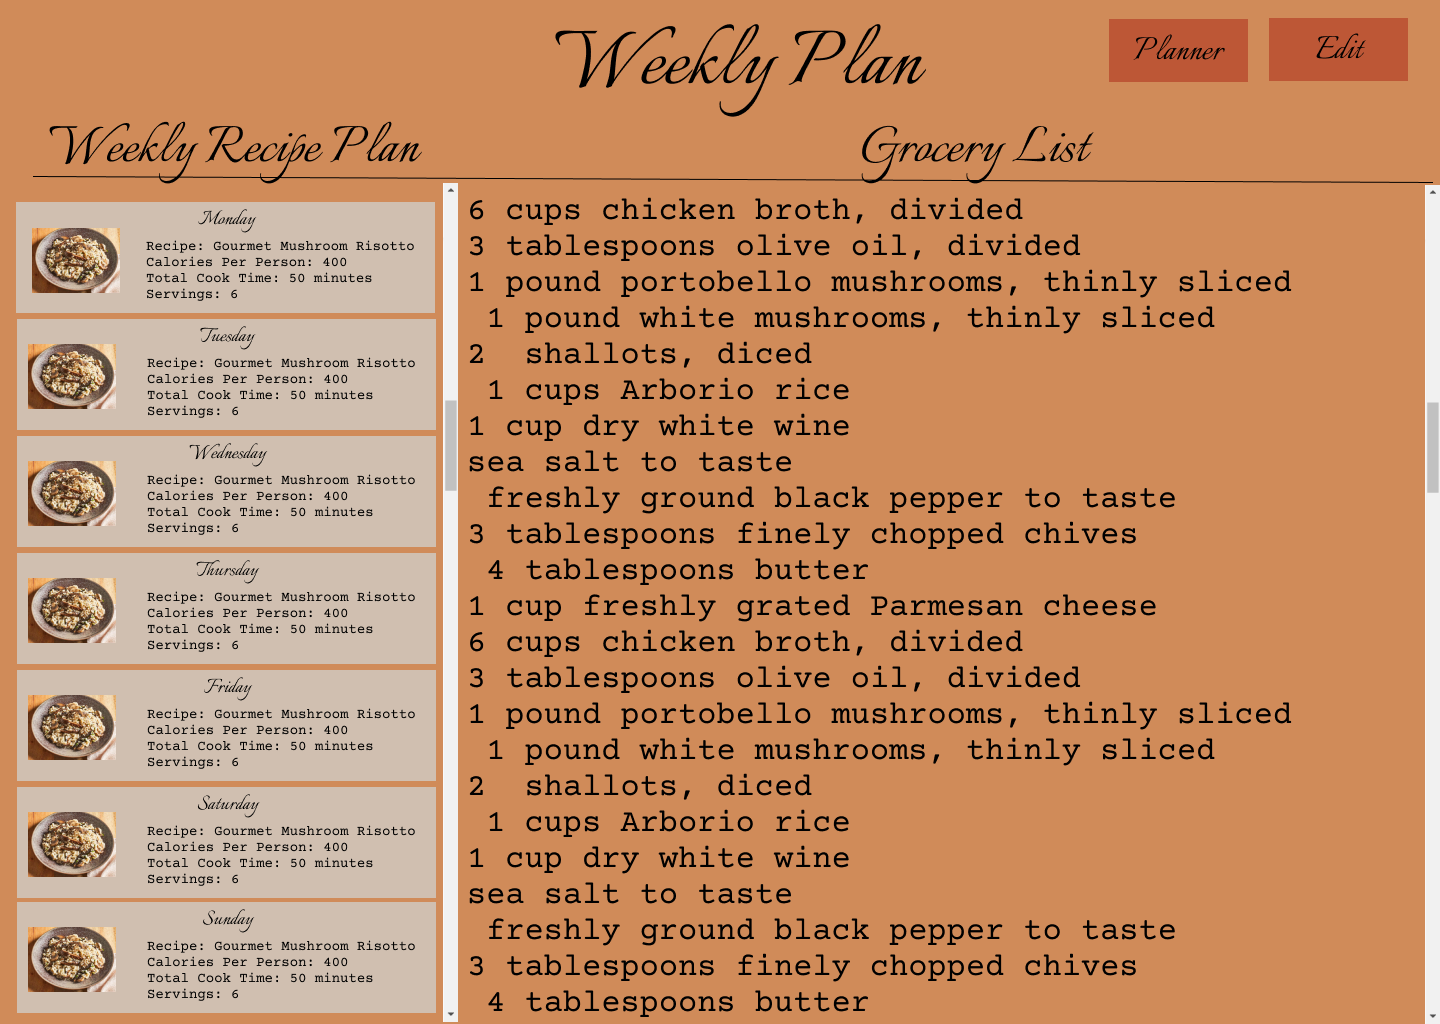 Weekly Plan
Planner
Edit
Weekly Recipe Plan
Monday
Recipe: Gourmet Mushroom Risotto
Calories Per Person: 400
Total Cook Time: 50 minutes
Servings: 6
Tuesday
Recipe: Gourmet Mushroom Risotto
Calories Per Person: 400
Total Cook Time: 50 minutes
Servings: 6
Wednesday
Recipe: Gourmet Mushroom Risotto
Calories Per Person: 400
Total Cook Time: 50 minutes
Servings: 6
Thursday
Recipe: Gourmet Mushroom Risotto
Calories Per Person: 400
Total Cook Time: 50 minutes
Servings: 6
Friday
Recipe: Gourmet Mushroom Risotto
Calories Per Person: 400
Total Cook Time: 50 minutes
Servings: 6
Saturday
Recipe: Gourmet Mushroom Risotto
Calories Per Person: 400
Total Cook Time: 50 minutes
Servings: 6
Sunday
Recipe: Gourmet Mushroom Risotto
Calories Per Person: 400
Total Cook Time: 50 minutes
Servings: 6
Grocery List
6 cups chicken broth, divided
3 tablespoons olive oil, divided
1 pound portobello mushrooms, thinly sliced
1 pound white mushrooms, thinly sliced
2  shallots, diced
1 cups Arborio rice
1 cup dry white wine
sea salt to taste
freshly ground black pepper to taste
3 tablespoons finely chopped chives
4 tablespoons butter
1 cup freshly grated Parmesan cheese
6 cups chicken broth, divided
3 tablespoons olive oil, divided
1 pound portobello mushrooms, thinly sliced
1 pound white mushrooms, thinly sliced
2  shallots, diced
1 cups Arborio rice
1 cup dry white wine
sea salt to taste
freshly ground black pepper to taste
3 tablespoons finely chopped chives
4 tablespoons butter